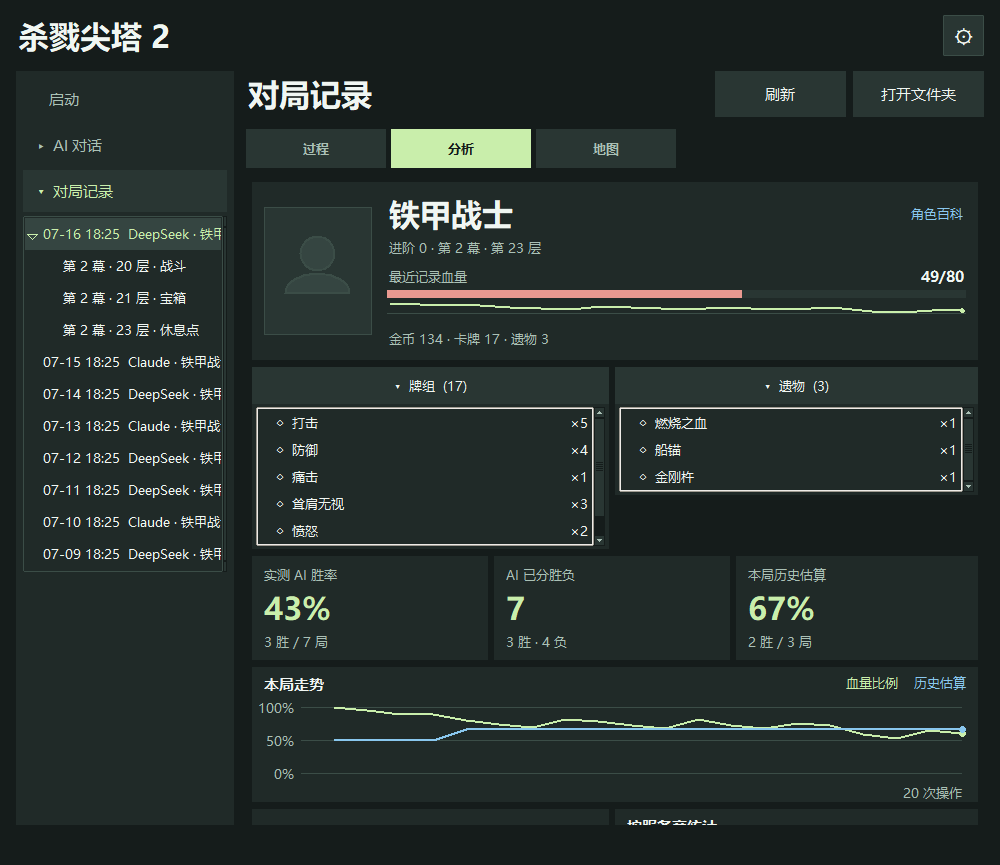 杀戮尖塔 2
启动
AI 对话
对局记录
07-16 18:25 DeepSeek · 铁甲
第 2 幕 · 20 层 · 战斗
第 2 幕 · 21 层 · 宝箱
第 2 幕 · 23 层 · 休息点
07-15 18:25 Claude · 铁甲战
07-14 18:25 DeepSeek · 铁甲
07-13 18:25 Claude · 铁甲战
07-12 18:25 DeepSeek · 铁甲
07-11 18:25 DeepSeek · 铁甲
07-10 18:25 Claude · 铁甲战
07-09 18:25 DeepSeek · 铁甲
对局记录
刷新
打开文件夹
过程
分析
地图
铁甲战士
角色百科
进阶 0 · 第 2 幕 · 第 23 层
最近记录血量
49/80
金币 134 · 卡牌 17 · 遗物 3
牌组 (17)
打击 ×5
防御 ×4
痛击 ×1
耸肩无视 ×3
愤怒 ×2
遗物 (3)
燃烧之血 ×1
船锚 ×1
金刚杵 ×1
实测 AI 胜率
43%
3 胜 / 7 局
AI 已分胜负
7
3 胜 · 4 负
本局历史估算
67%
2 胜 / 3 局
本局走势
血量比例 历史估算
100%
50%
0%
20 次操作